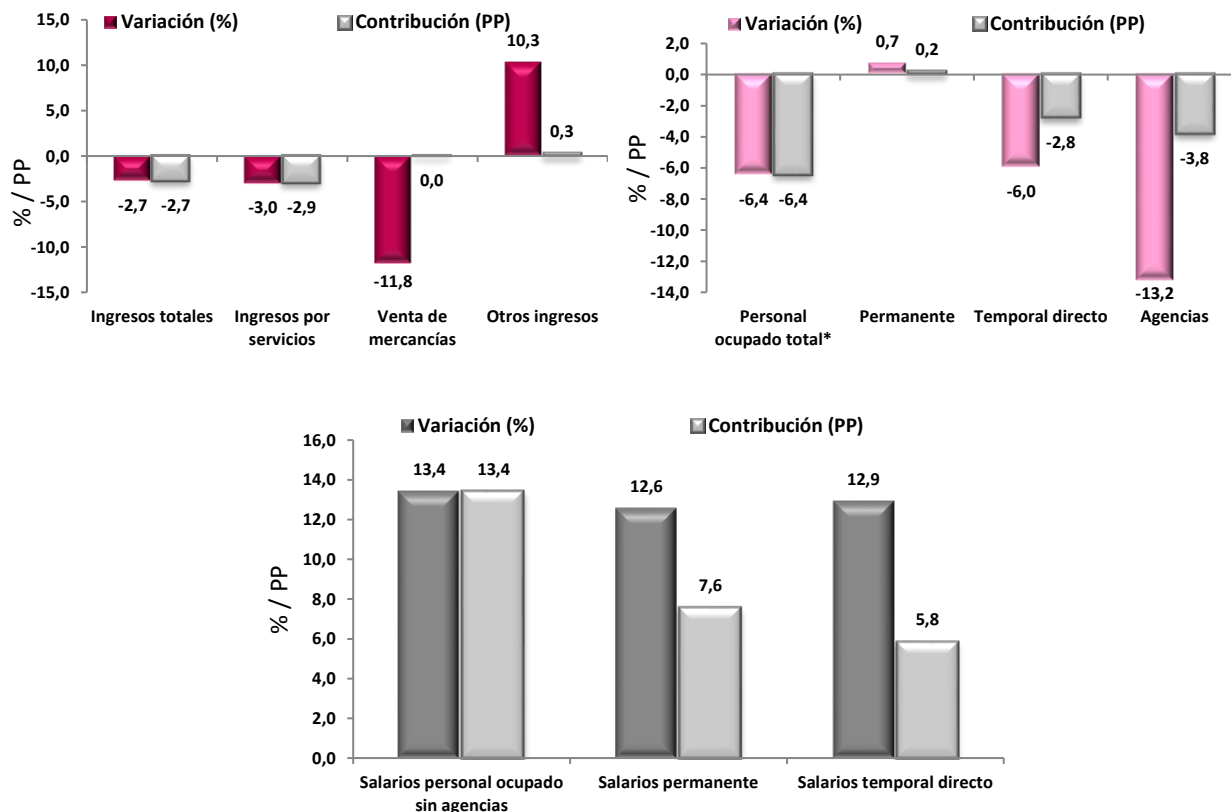 Variación (%)
Contribución (PP)
% / PP
15,0
10,0
5,0
0,0
-5,0
-10,0
-15,0
-2,7
-2,7
-3,0
-2,9
-11,8
0,0
10,3
0,3
Ingresos totales
Ingresos por
servicios
Venta de
mercancías
Otros ingresos
Variación (%)
Contribución (PP)
% / PP
2,0
0,0
-2,0
-4,0
-6,0
-8,0
-10,0
-12,0
-14,0
-6,4
-6,4
0,7
0,2
-6,0
-2,8
-13,2
-3,8
Personal
ocupado total*
Permanente
Temporal directo
Agencias
Variación (%)
Contribución (PP)
% / PP
16,0
14,0
12,0
10,0
8,0
6,0
4,0
2,0
0,0
13,4
13,4
12,6
7,6
12,9
5,8
Salarios personal ocupado
sin agencias
Salarios permanente
Salarios temporal directo